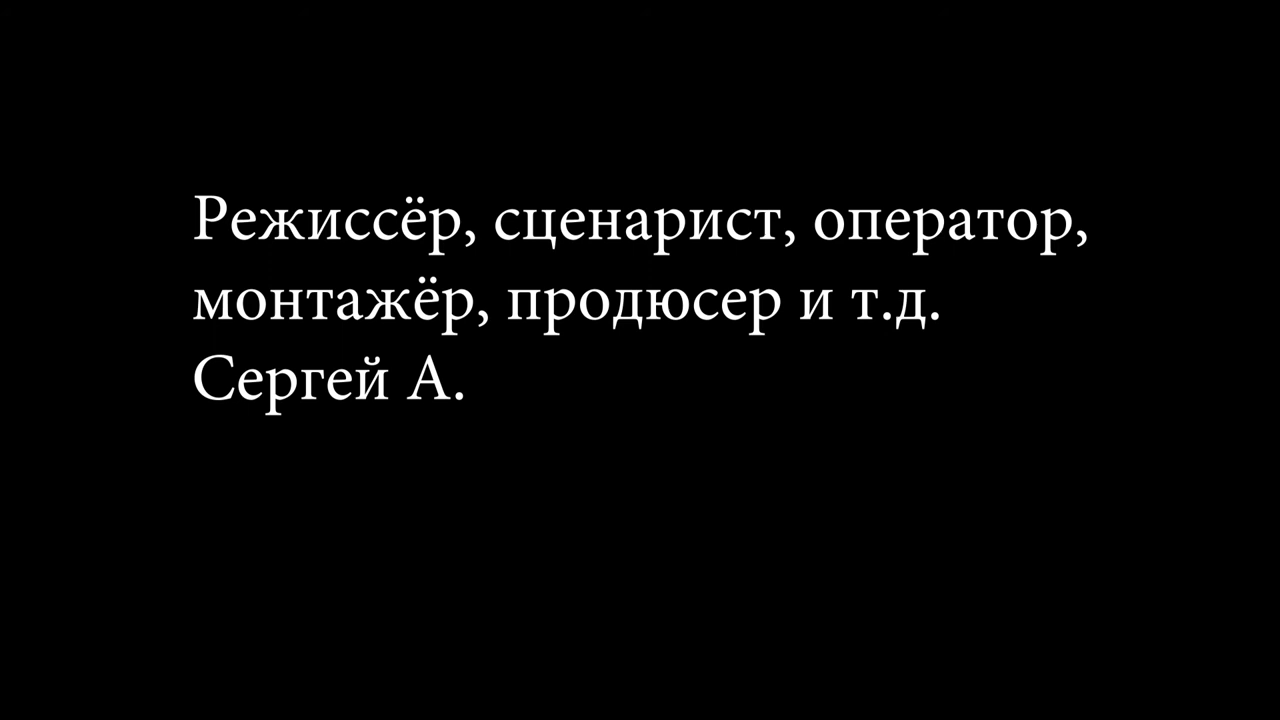 Режиссёр, сценарист, оператор,
монтажёр, продюсер и т.д.
Сергей А.